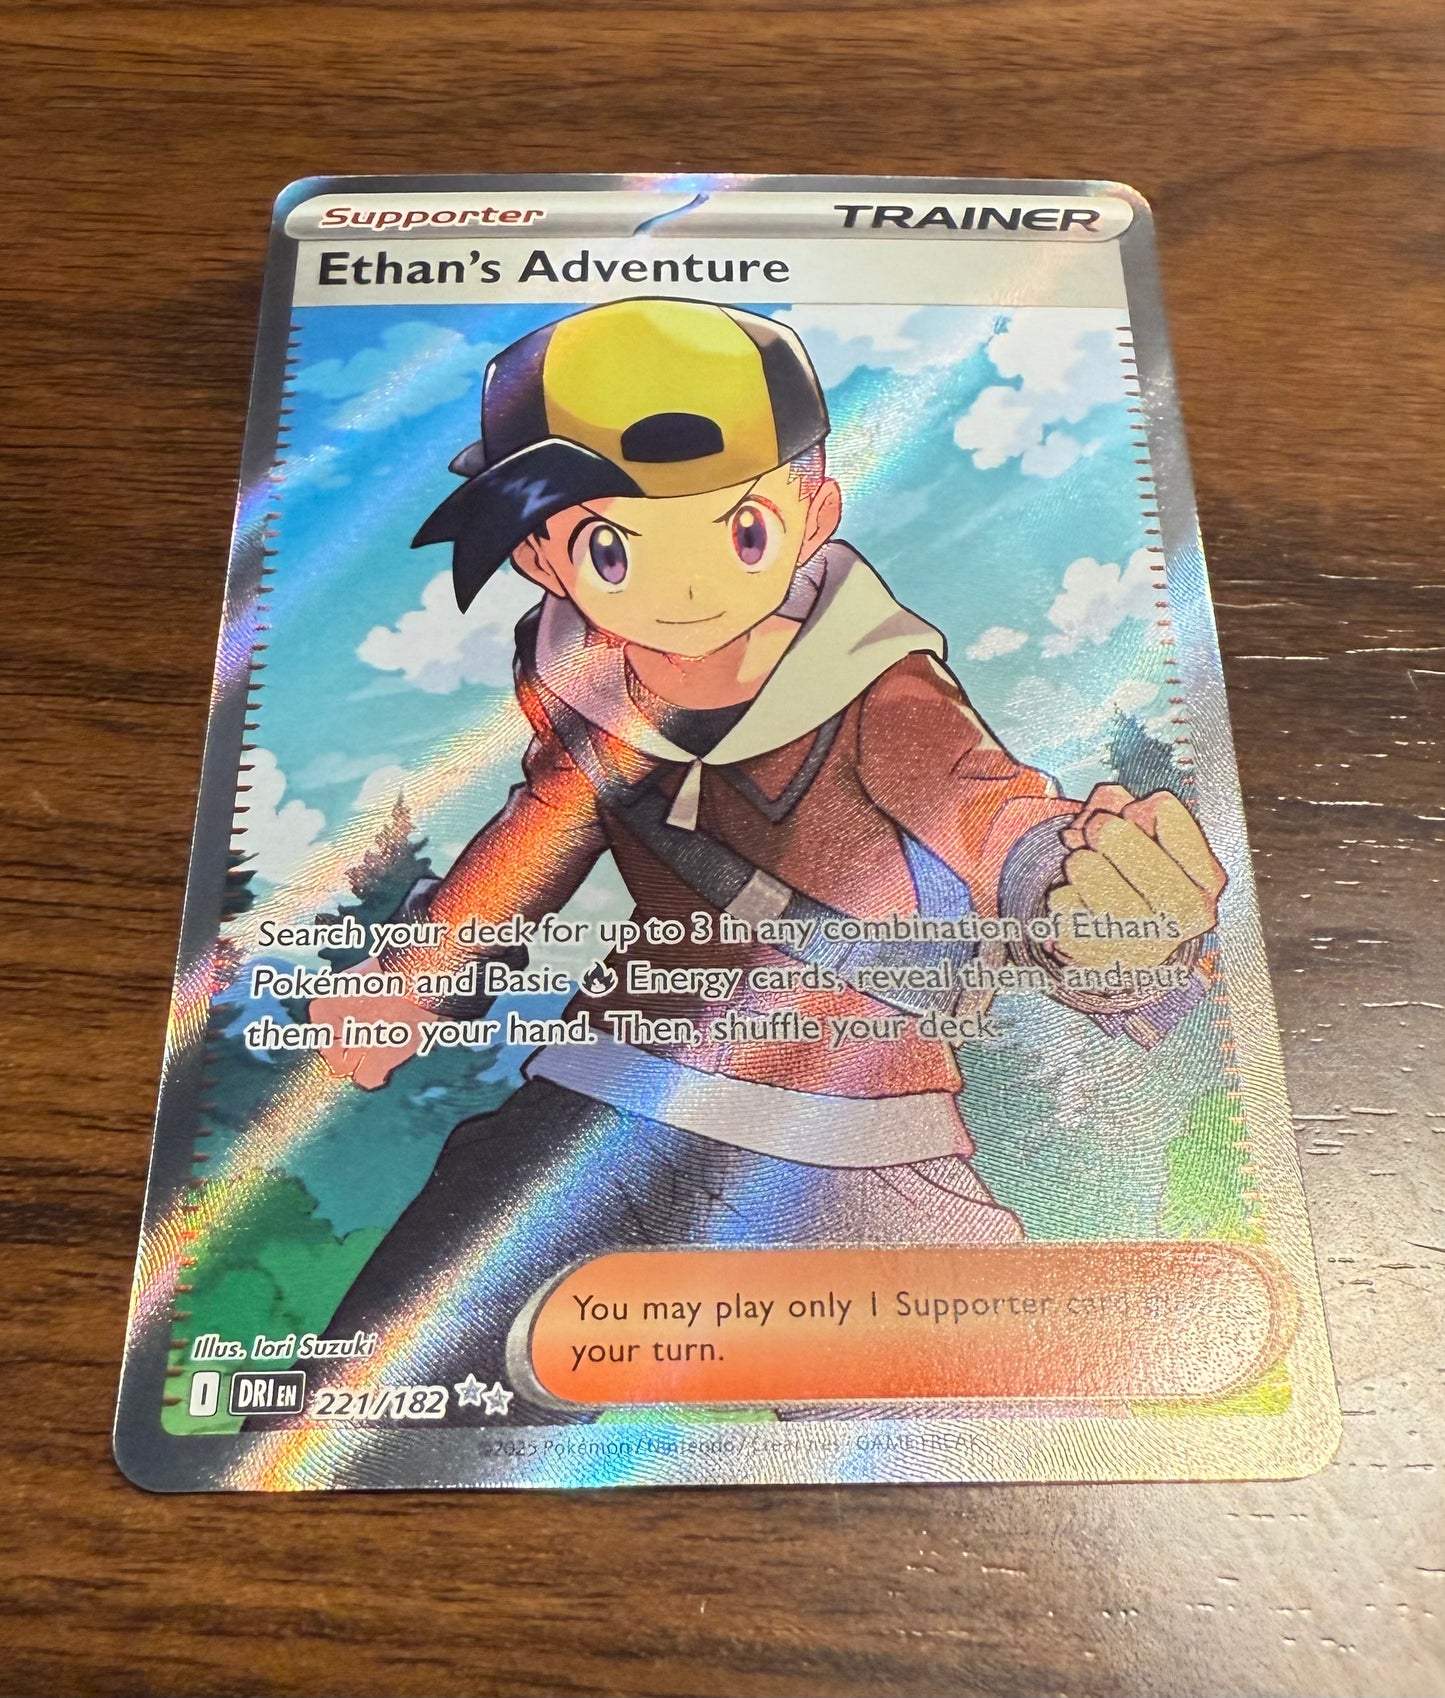 Supporter TRAINER
Ethan's Adventure
Search your deck for up to 3 in any combination of Ethan's
Pokémon and Basic Energy cards, reveal them, and put
them into your hand. Then, shuffle your deck.
You may play only 1 Supporter card
your turn.
Illus. Iori Suzuki
I DRI EN 221/182
©2025 Pokémon / Nintendo / Creatures / GAME FREAK